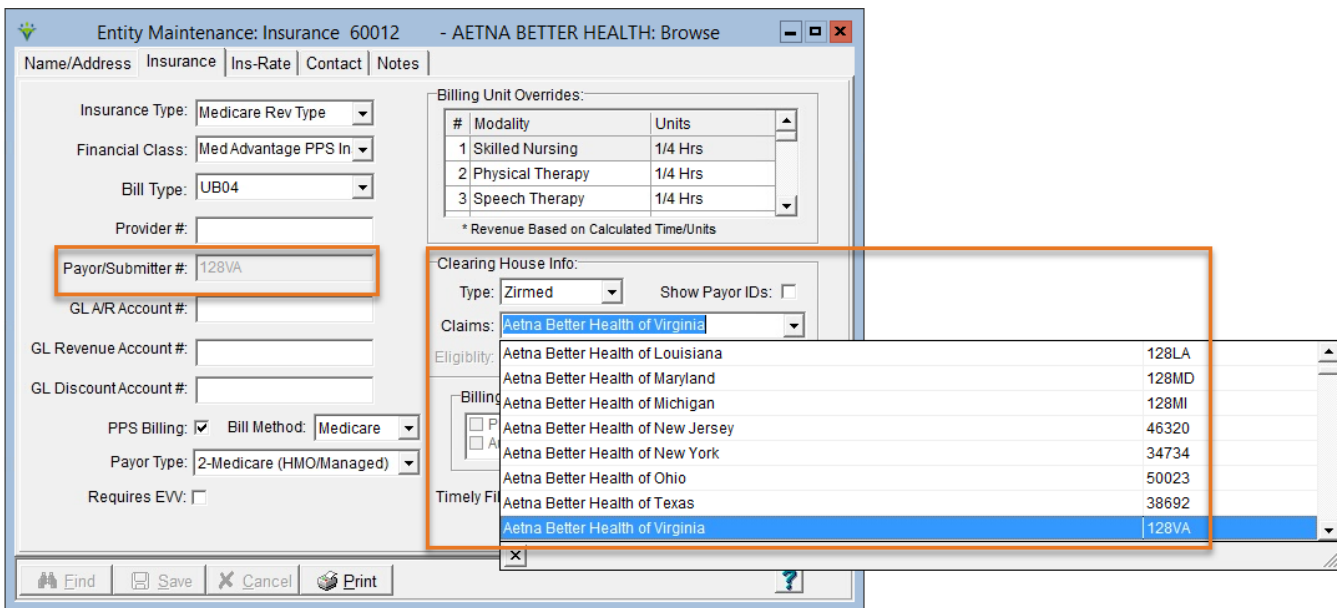 Entity Maintenance: Insurance 60012 - AETNA BETTER HEALTH: Browse
Name/Address Insurance Ins-Rate Contact Notes
Insurance Type: Medicare Rev Type
Financial Class: Med Advantage PPS In
Bill Type: UB04
Provider #:
Payor/Submitter #: 128VA
GL A/R Account #:
GL Revenue Account #:
GL Discount Account #:
PPS Billing: Bill Method: Medicare
Payor Type: 2-Medicare (HMO/Managed)
Requires EVV:
Billing Unit Overrides:
# Modality Units
1 Skilled Nursing 1/4 Hrs
2 Physical Therapy 1/4 Hrs
3 Speech Therapy 1/4 Hrs
* Revenue Based on Calculated Time/Units
Clearing House Info:
Type: Zirmed Show Payor IDs:
Claims: Aetna Better Health of Virginia
Eligiblity:
Aetna Better Health of Louisiana 128LA
Aetna Better Health of Maryland 128MD
Aetna Better Health of Michigan 128MI
Aetna Better Health of New Jersey 46320
Aetna Better Health of New York 34734
Aetna Better Health of Ohio 50023
Aetna Better Health of Texas 38692
Aetna Better Health of Virginia 128VA
Billing
Timely Fil
Find Save Cancel Print